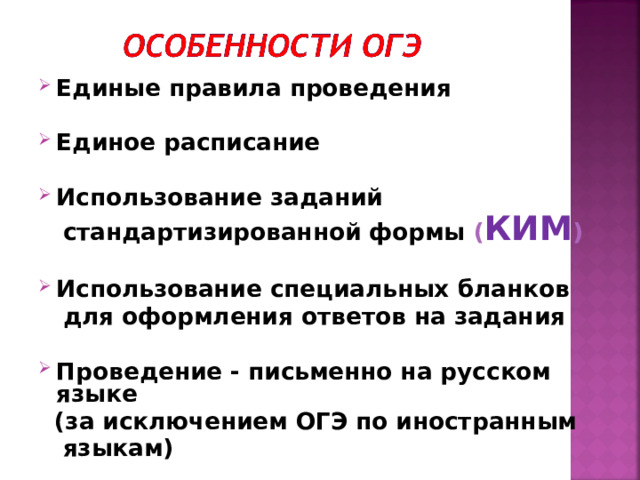 ОСОБЕННОСТИ ОГЭ
Единые правила проведения
Единое расписание
Использование заданий
стандартизированной формы (КИМ)
Использование специальных бланков
для оформления ответов на задания
Проведение - письменно на русском
языке
(за исключением ОГЭ по иностранным
языкам)